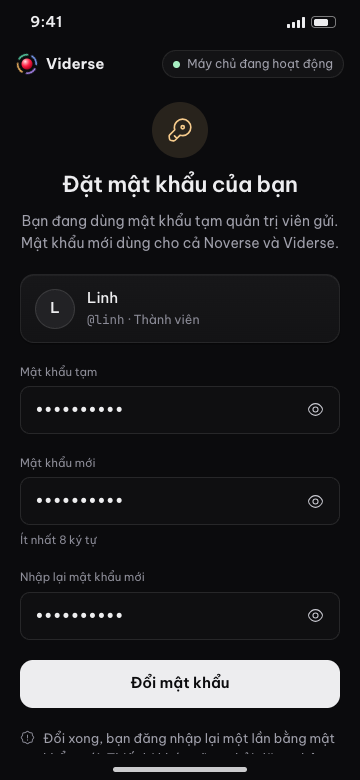 9:41
Viderse
Máy chủ đang hoạt động
Đặt mật khẩu của bạn
Bạn đang dùng mật khẩu tạm quản trị viên gửi.
Mật khẩu mới dùng cho cả Noverse và Viderse.
L
Linh
@linh · Thành viên
Mật khẩu tạm
••••••••••
Mật khẩu mới
••••••••••
Ít nhất 8 ký tự
Nhập lại mật khẩu mới
••••••••••
Đổi mật khẩu
Đổi xong, bạn đăng nhập lại một lần bằng mật